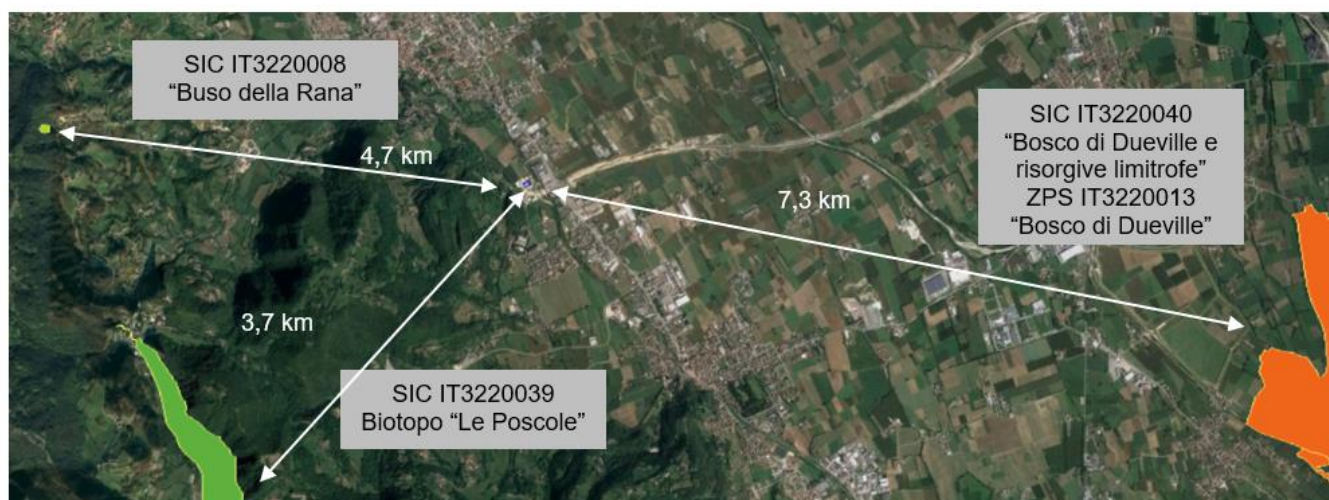 SIC IT3220008
“Buso della Rana”
4,7 km
SIC IT3220040
“Bosco di Dueville e
risorgive limitrofe”
ZPS IT3220013
“Bosco di Dueville”
7,3 km
3,7 km
SIC IT3220039
Biotopo “Le Poscole”